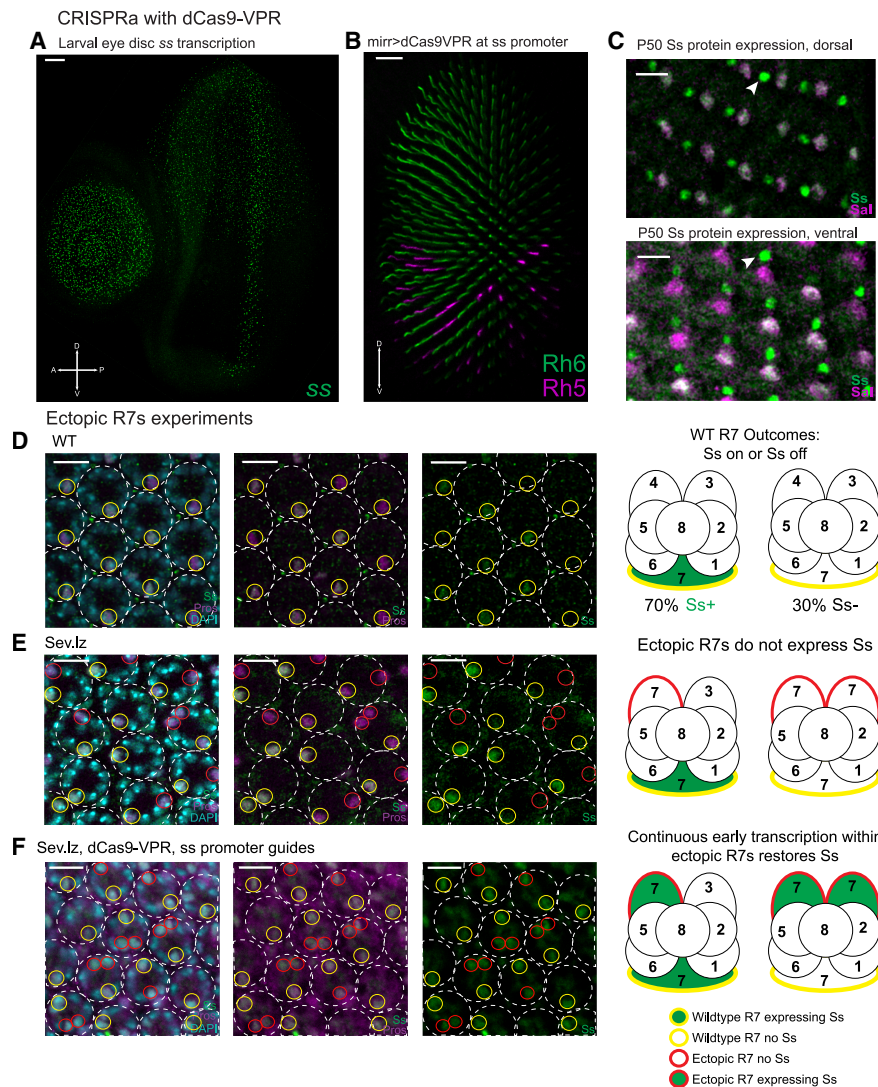 CRISPRa with dCas9-VPR
A
Larval eye disc ss transcription
D
A
P
V
ss
B
mirr>dCas9VPR at ss promoter
D
V
Rh6
Rh5
C
P50 Ss protein expression, dorsal
Ss
Sal
P50 Ss protein expression, ventral
Ss
Sal
Ectopic R7s experiments
D
WT
Ss
Pros
DAPI
Ss
Pros
Ss
WT R7 Outcomes:
Ss on or Ss off
4 3
5 8 2
6 7 1
4 3
5 8 2
6 7 1
70% Ss+
30% Ss-
E
Sev.lz
Pros
DAPI
Ss
Pros
Ss
Ectopic R7s do not express Ss
7 3
5 8 2
6 7 1
7 7
5 8 2
6 7 1
F
Sev.lz, dCas9-VPR, ss promoter guides
DAPI
Ss
Pros
Ss
Continuous early transcription within
ectopic R7s restores Ss
7 3
5 8 2
6 7 1
7 7
5 8 2
6 7 1
Wildtype R7 expressing Ss
Wildtype R7 no Ss
Ectopic R7 no Ss
Ectopic R7 expressing Ss